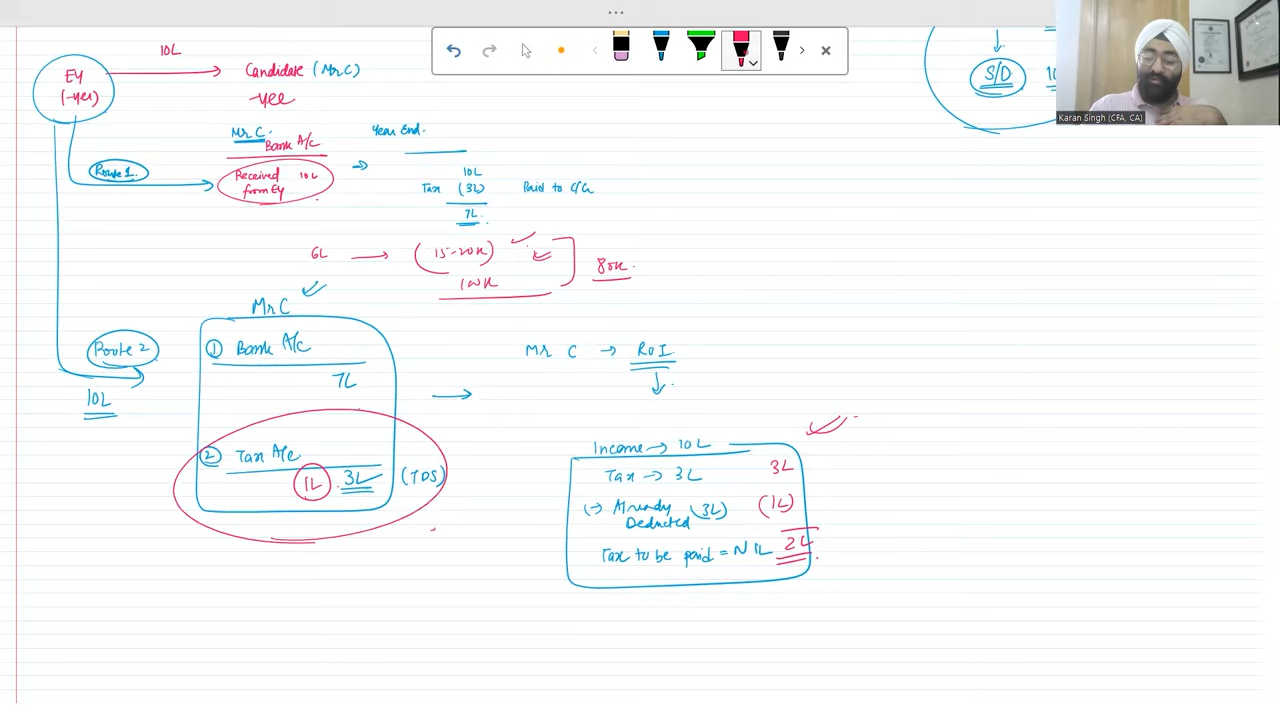 10L
EY
(-yer)
Candidate (Mr C)
-yee
Mr C.
Bank A/C
Year End.
Route 1
Received 10L
from EY
10L
Tax (3L) Paid to C/G
7L.
6L → (15-20K)
100K
80K.
Mr C
Route 2
10L
① Bank A/C
7L
② Tax A/c
1L 3L (TDS)
Mr C → RoI
Income → 10L
Tax → 3L 3L
(-) Already (3L) (1L)
Deducted
Tax to be paid = NIL 2L
S/D
Karan Singh (CFA, CA)